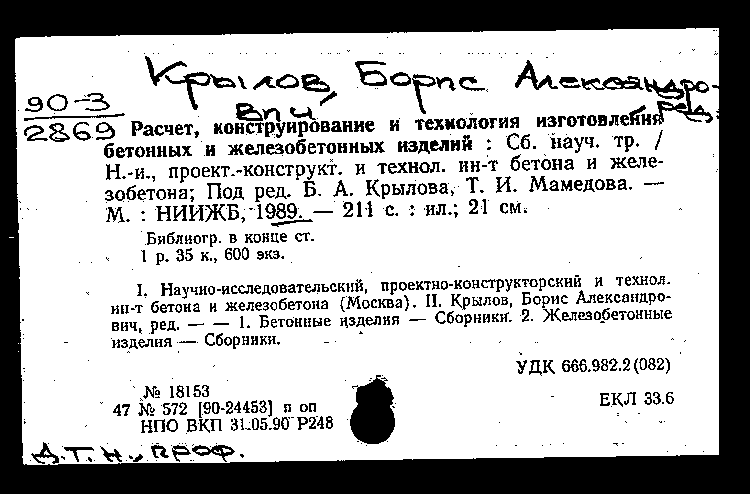 Крылов, Борис Александро-
вич, ред.
90-3
2869
Расчет, конструирование и технология изготовления
бетонных и железобетонных изделий : Сб. науч. тр. /
Н.-и., проект.-конструкт. и технол. ин-т бетона и желе-
зобетона; Под ред. Б. А. Крылова, Т. И. Мамедова. —
М. : НИИЖБ, 1989. — 211 с. : ил.; 21 см.
Библиогр. в конце ст.
1 р. 35 к., 600 экз.
I. Научно-исследовательский, проектно-конструкторский и технол.
ин-т бетона и железобетона (Москва). II. Крылов, Борис Александро-
вич, ред. — — 1. Бетонные изделия — Сборники. 2. Железобетонные
изделия — Сборники.
УДК 666.982.2(082)
№ 18153
47 № 572 [90-24453] п оп
НПО ВКП 31.05.90 Р248
ЕКЛ 33.6
Д.Т.Н., проф.